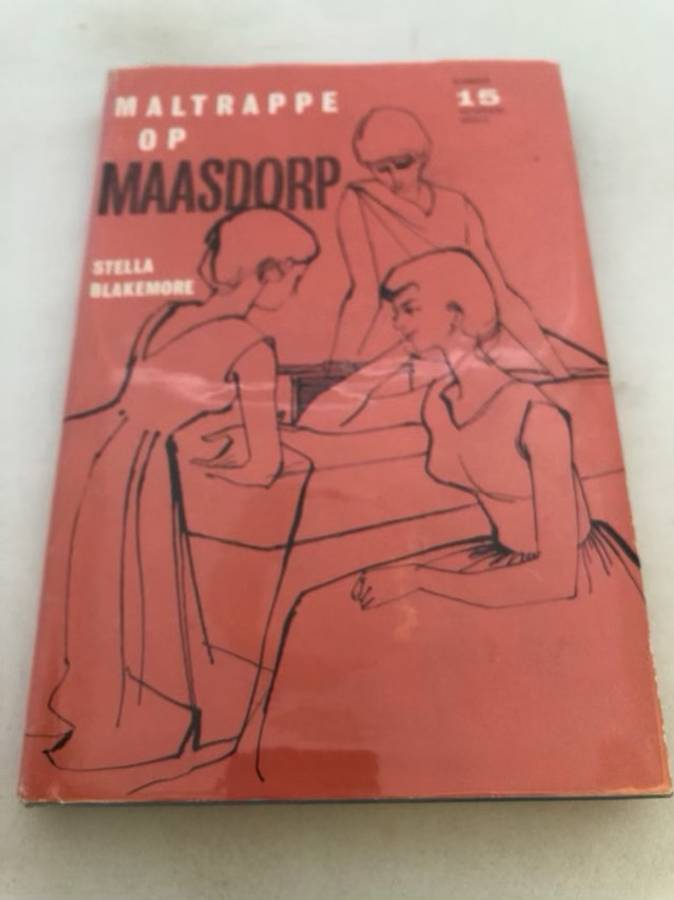 MALTRAPPE
OP
MAASDORP
15
STELLA
BLAKEMORE